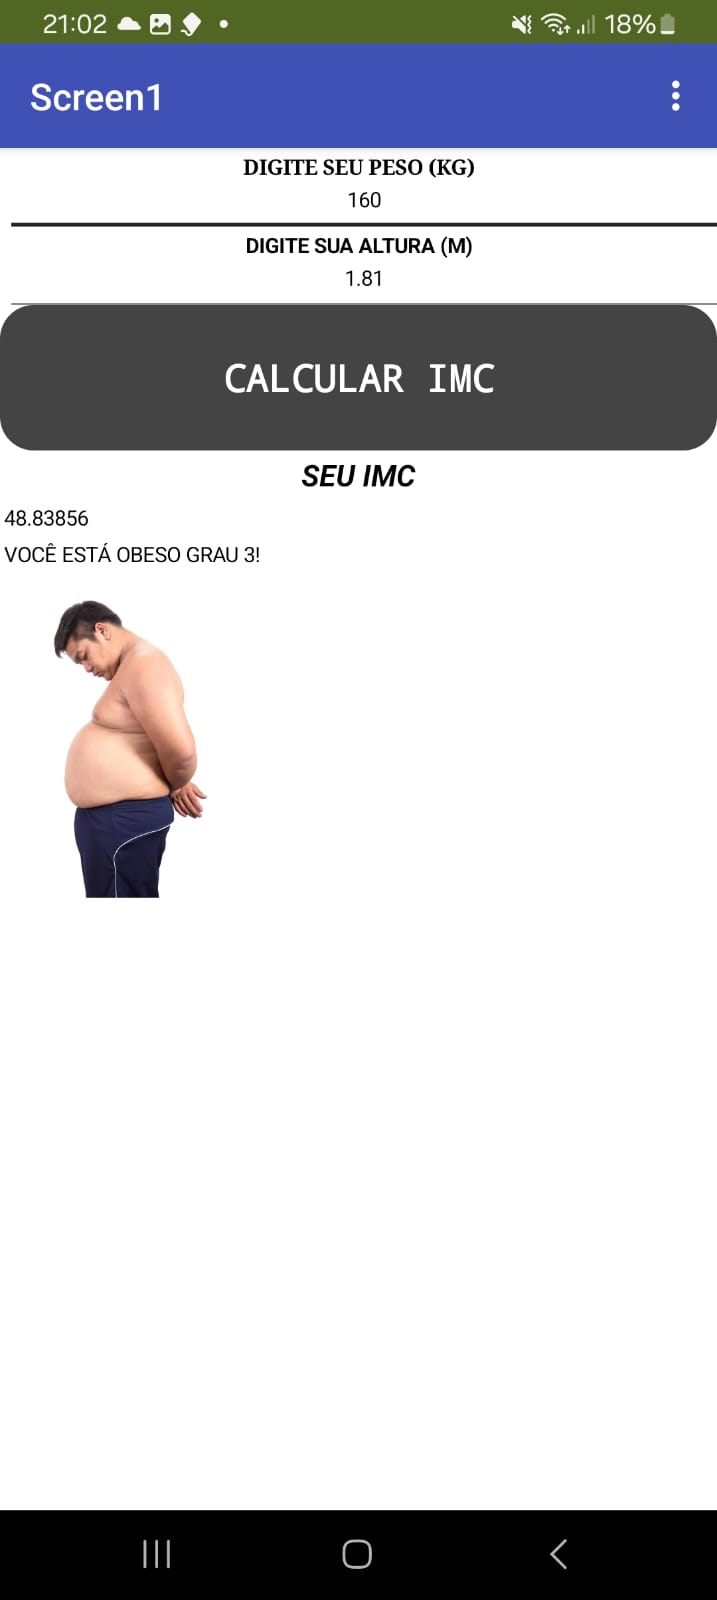 21:02 18%
Screen1
DIGITE SEU PESO (KG)
160
DIGITE SUA ALTURA (M)
1.81
CALCULAR IMC
SEU IMC
48.83856
VOCÊ ESTÁ OBESO GRAU 3!